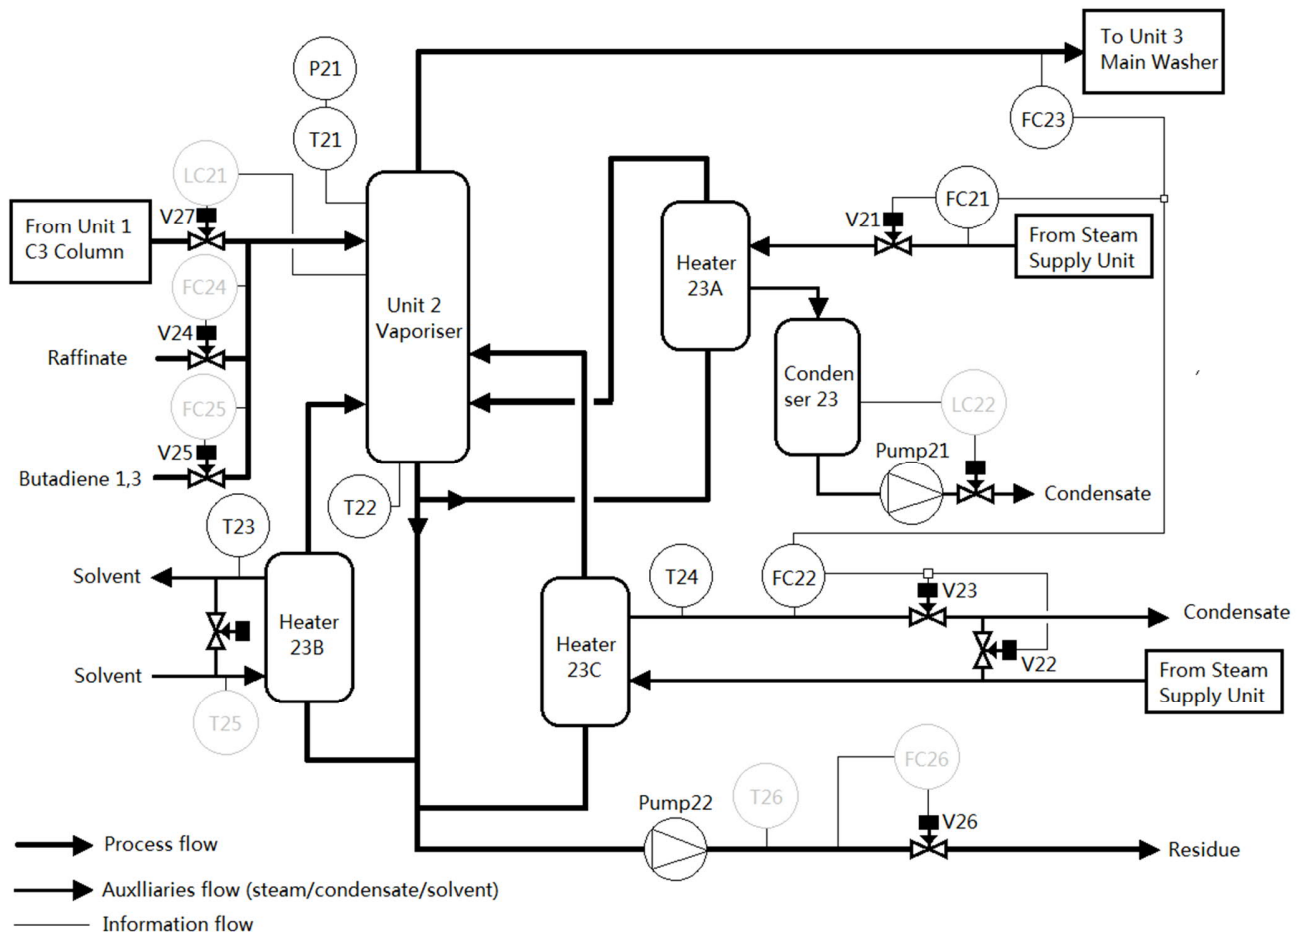 To Unit 3
Main Washer
P21
T21
FC23
LC21
V27
From Unit 1
C3 Column
FC21
V21
From Steam
Supply Unit
Heater
23A
FC24
V24
Raffinate
Unit 2
Vaporiser
Conden
ser 23
FC25
V25
Butadiene 1,3
LC22
Pump21
Condensate
T22
T23
Solvent
Heater
23B
Solvent
T25
T24
FC22
V23
Condensate
Heater
23C
V22
From Steam
Supply Unit
FC26
Pump22
T26
V26
Residue
Process flow
Auxlliaries flow (steam/condensate/solvent)
Information flow